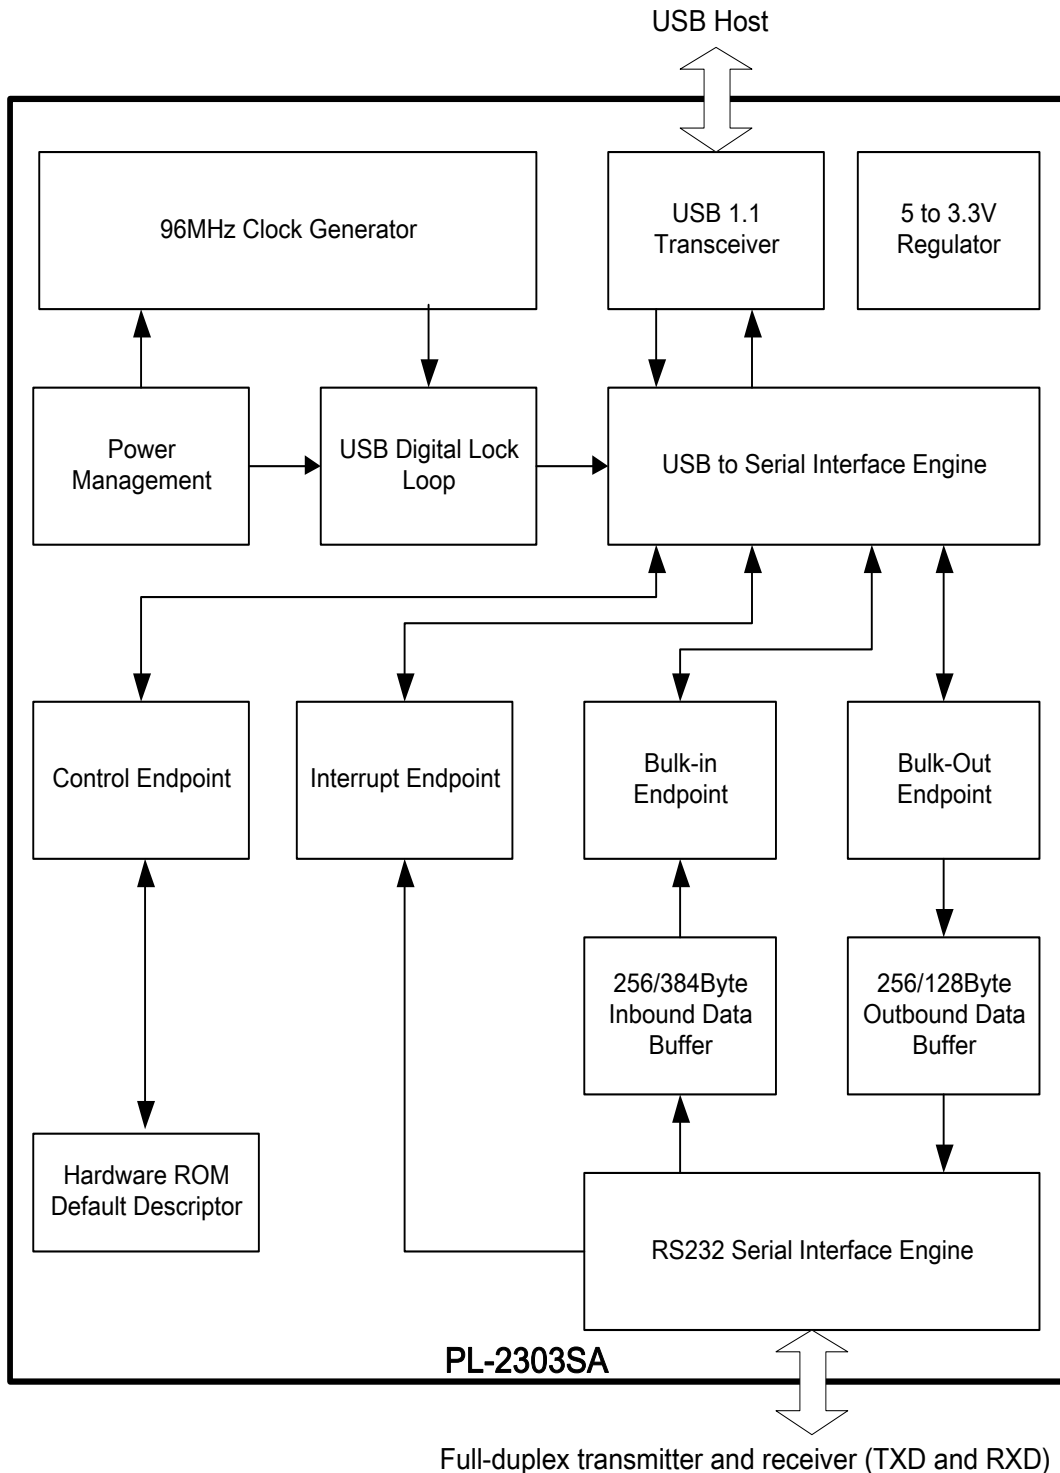 USB Host
96MHz Clock Generator
USB 1.1
Transceiver
5 to 3.3V
Regulator
Power
Management
USB Digital Lock
Loop
USB to Serial Interface Engine
Control Endpoint
Interrupt Endpoint
Bulk-in
Endpoint
Bulk-Out
Endpoint
256/384Byte
Inbound Data
Buffer
256/128Byte
Outbound Data
Buffer
Hardware ROM
Default Descriptor
RS232 Serial Interface Engine
PL-2303SA
Full-duplex transmitter and receiver (TXD and RXD)